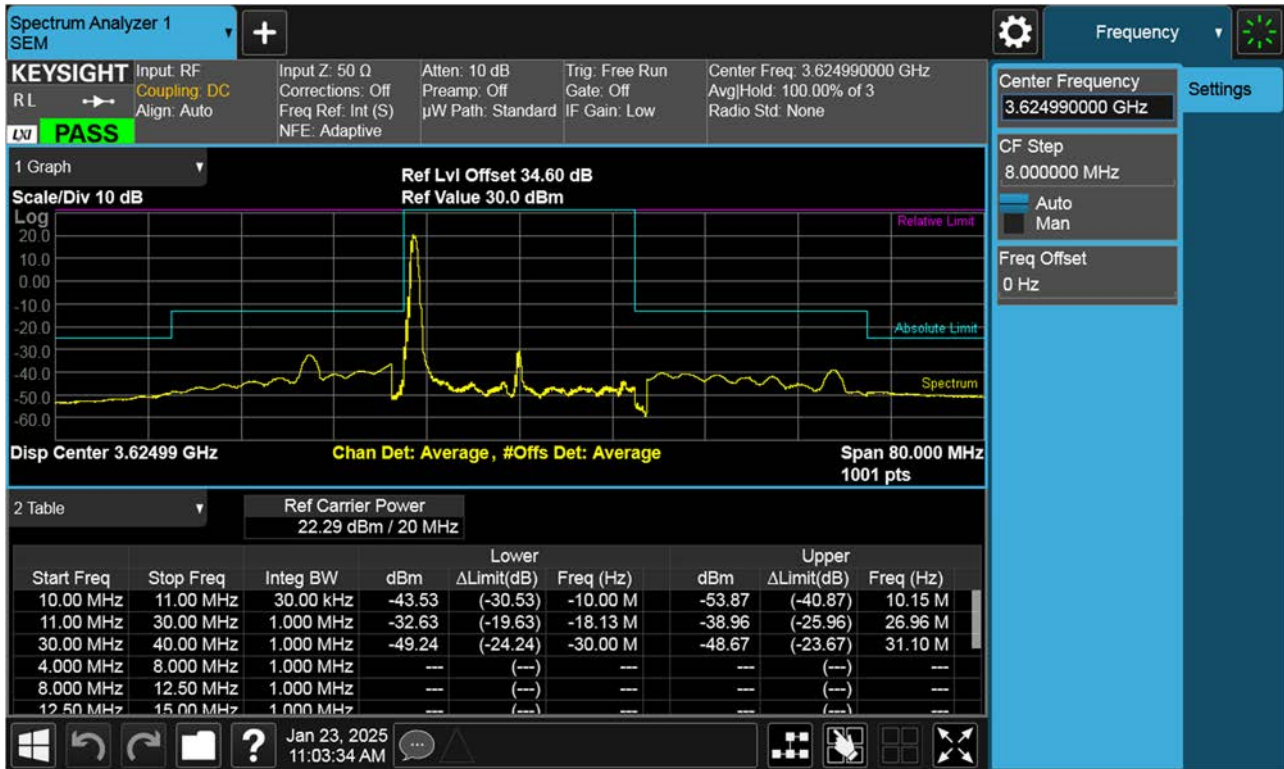 Spectrum Analyzer 1
SEM
+
Frequency
KEYSIGHT
RL
LXI
PASS
Input: RF
Coupling: DC
Align: Auto
Input Z: 50 Ω
Corrections: Off
Freq Ref: Int (S)
NFE: Adaptive
Atten: 10 dB
Preamp: Off
µW Path: Standard
Trig: Free Run
Gate: Off
IF Gain: Low
Center Freq: 3.624990000 GHz
Avg|Hold: 100.00% of 3
Radio Std: None
Center Frequency
3.624990000 GHz
Settings
CF Step
8.000000 MHz
Auto
Man
Freq Offset
0 Hz
1 Graph
Ref Lvl Offset 34.60 dB
Scale/Div 10 dB
Ref Value 30.0 dBm
Log
Relative Limit
20.0
10.0
0.00
-10.0
-20.0
Absolute Limit
-30.0
-40.0
Spectrum
-50.0
-60.0
Disp Center 3.62499 GHz
Chan Det: Average , #Offs Det: Average
Span 80.000 MHz
1001 pts
2 Table
Ref Carrier Power
22.29 dBm / 20 MHz
Lower Upper
Start Freq Stop Freq Integ BW dBm ΔLimit(dB) Freq (Hz) dBm ΔLimit(dB) Freq (Hz)
10.00 MHz 11.00 MHz 30.00 kHz -43.53 (-30.53) -10.00 M -53.87 (-40.87) 10.15 M
11.00 MHz 30.00 MHz 1.000 MHz -32.63 (-19.63) -18.13 M -38.96 (-25.96) 26.96 M
30.00 MHz 40.00 MHz 1.000 MHz -49.24 (-24.24) -30.00 M -48.67 (-23.67) 31.10 M
4.000 MHz 8.000 MHz 1.000 MHz --- (---) --- --- (---) ---
8.000 MHz 12.50 MHz 1.000 MHz --- (---) --- --- (---) ---
12.50 MHz 15.00 MHz 1.000 MHz --- (---) --- --- (---) ---
?
Jan 23, 2025
11:03:34 AM